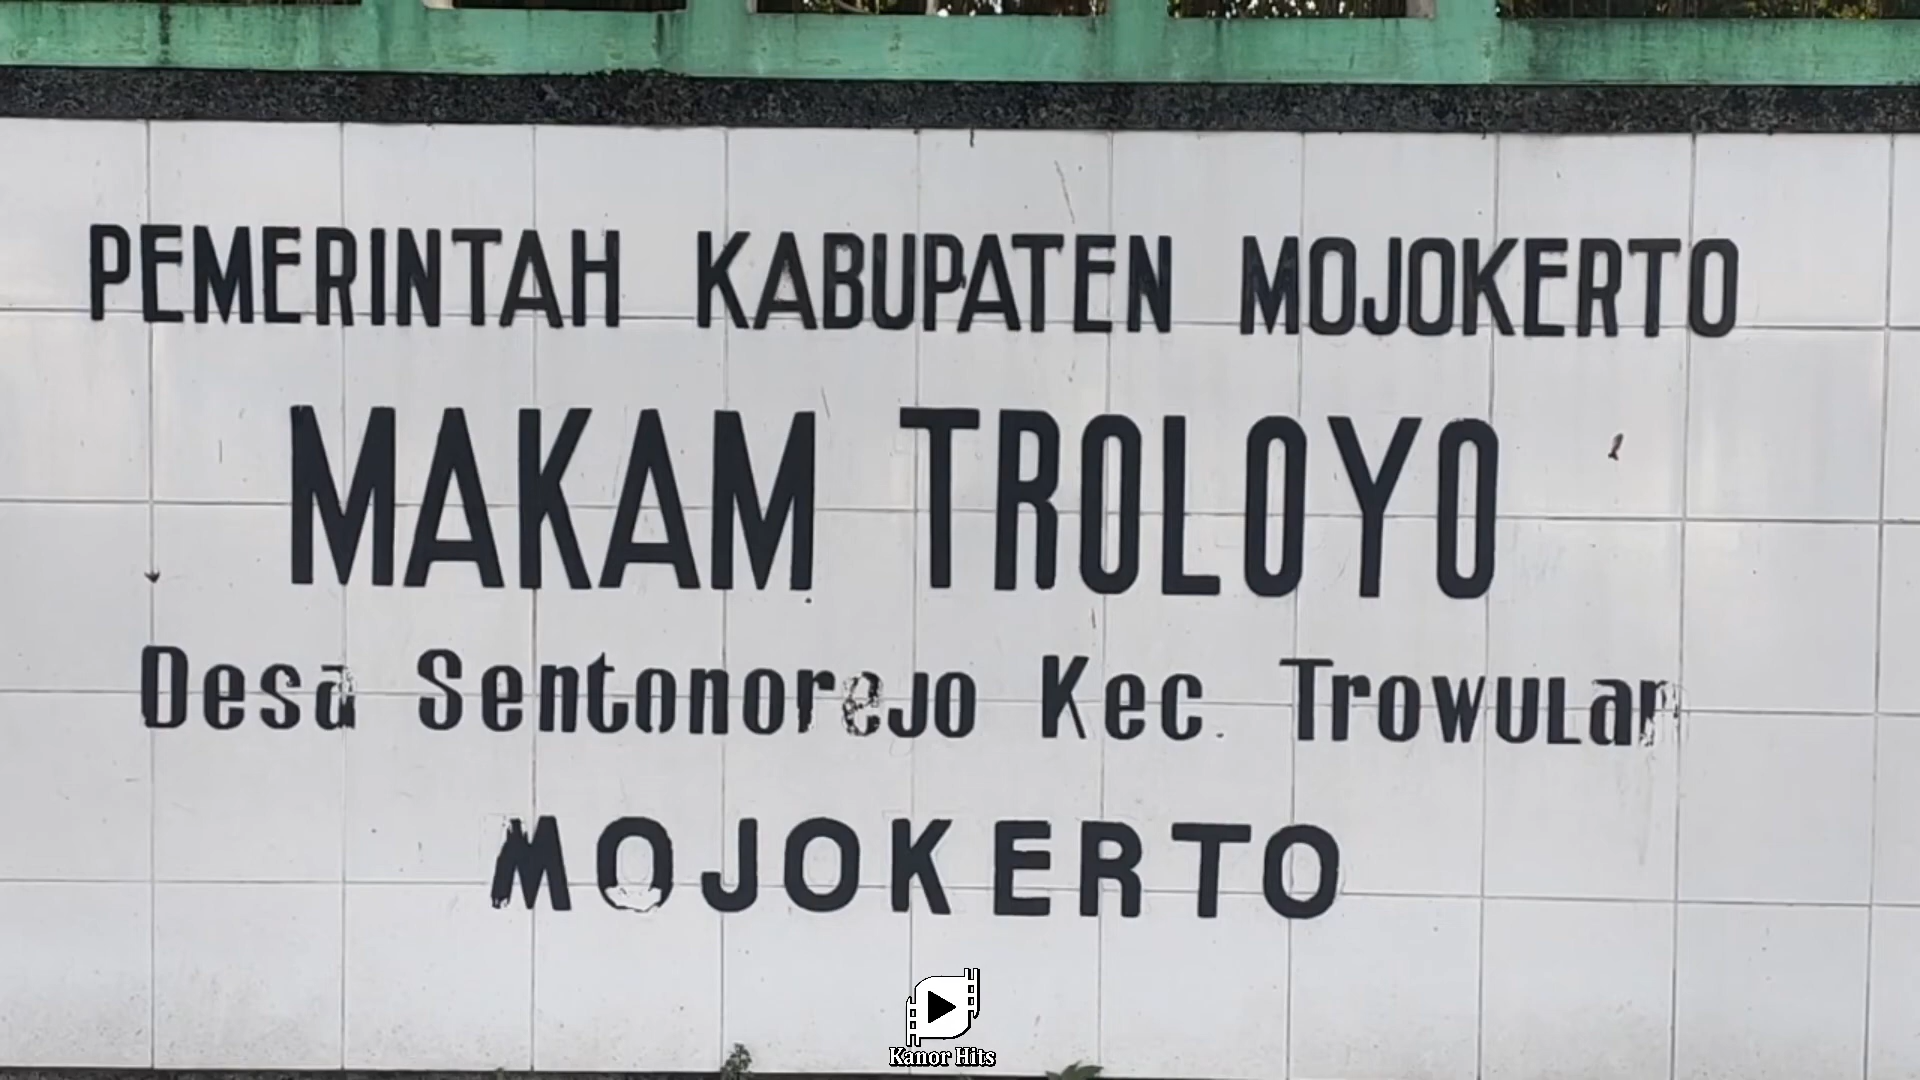 PEMERINTAH KABUPATEN MOJOKERTO
MAKAM TROLOYO
Desa Sentonorejo Kec. Trowulan
MOJOKERTO
Kanor Hits